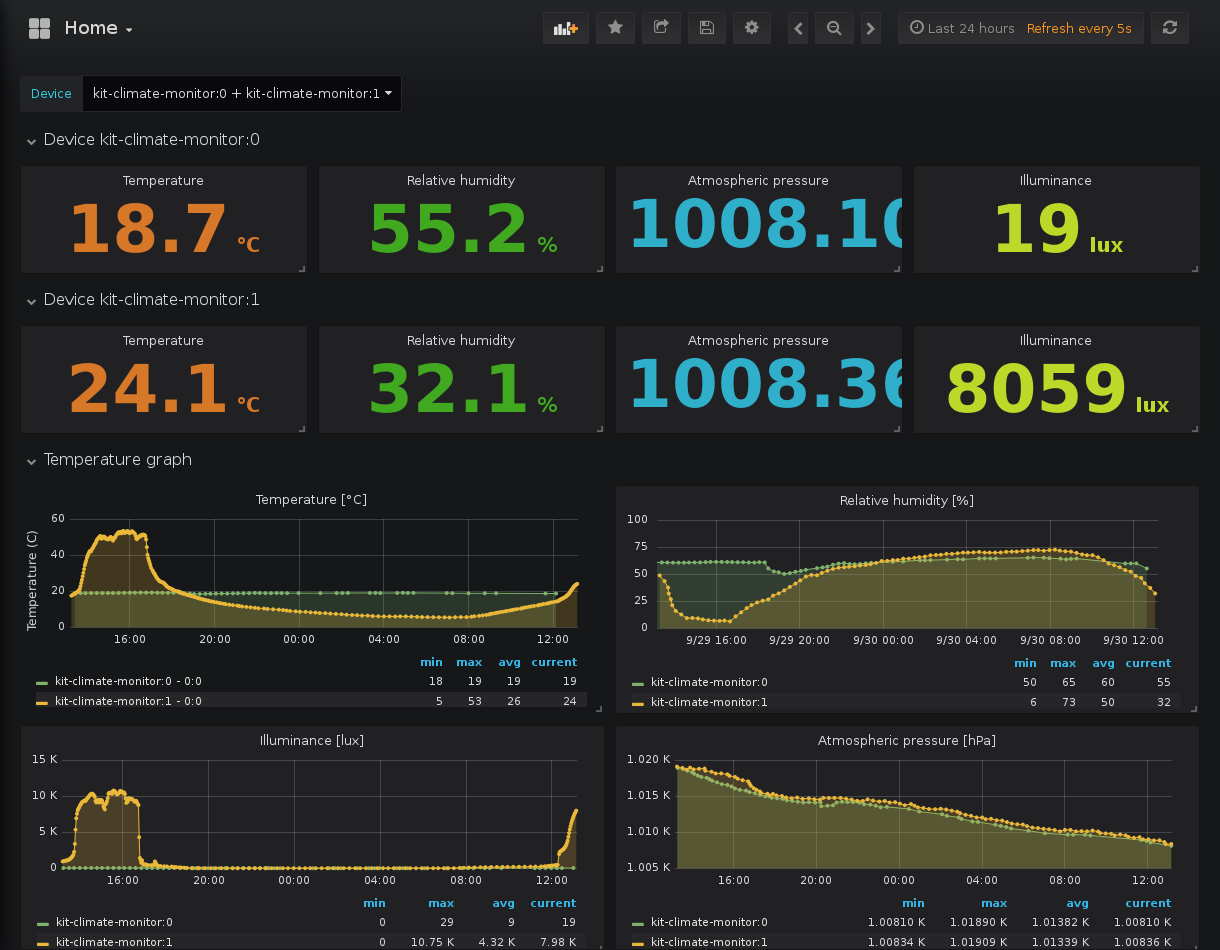 Home
Last 24 hours Refresh every 5s
Device kit-climate-monitor:0 + kit-climate-monitor:1
Device kit-climate-monitor:0
Temperature Relative humidity Atmospheric pressure Illuminance
18.7 °C 55.2 % 1008.10 19 lux
Device kit-climate-monitor:1
Temperature Relative humidity Atmospheric pressure Illuminance
24.1 °C 32.1 % 1008.36 8059 lux
Temperature graph
Temperature [°C]
Temperature (C)
60
40
20
0
16:00 20:00 00:00 04:00 08:00 12:00
min max avg current
kit-climate-monitor:0 - 0:0 18 19 19 19
kit-climate-monitor:1 - 0:0 5 53 26 24
Relative humidity [%]
100
75
50
25
0
9/29 16:00 9/29 20:00 9/30 00:00 9/30 04:00 9/30 08:00 9/30 12:00
min max avg current
kit-climate-monitor:0 50 65 60 55
kit-climate-monitor:1 6 73 50 32
Illuminance [lux]
15 K
10 K
5 K
0
16:00 20:00 00:00 04:00 08:00 12:00
min max avg current
kit-climate-monitor:0 0 29 9 19
kit-climate-monitor:1 0 10.75 K 4.32 K 7.98 K
Atmospheric pressure [hPa]
1.020 K
1.015 K
1.010 K
1.005 K
16:00 20:00 00:00 04:00 08:00 12:00
min max avg current
kit-climate-monitor:0 1.00810 K 1.01890 K 1.01382 K 1.00810 K
kit-climate-monitor:1 1.00834 K 1.01909 K 1.01339 K 1.00836 K